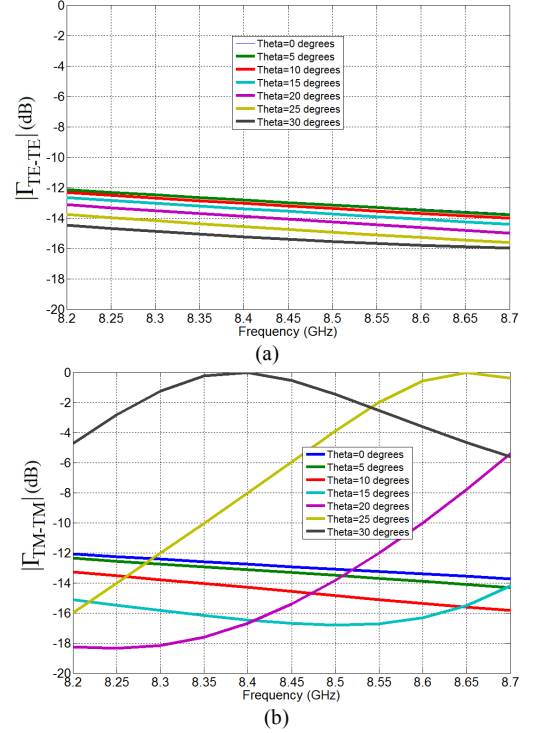 0
-2
-4
-6
-8
-10
-12
-14
-16
-18
-20
|ΓTE-TE| (dB)
Theta=0 degrees
Theta=5 degrees
Theta=10 degrees
Theta=15 degrees
Theta=20 degrees
Theta=25 degrees
Theta=30 degrees
8.2 8.25 8.3 8.35 8.4 8.45 8.5 8.55 8.6 8.65 8.7
Frequency (GHz)
(a)
0
-2
-4
-6
-8
-10
-12
-14
-16
-18
-20
|ΓTM-TM| (dB)
Theta=0 degrees
Theta=5 degrees
Theta=10 degrees
Theta=15 degrees
Theta=20 degrees
Theta=25 degrees
Theta=30 degrees
8.2 8.25 8.3 8.35 8.4 8.45 8.5 8.55 8.6 8.65 8.7
Frequency (GHz)
(b)